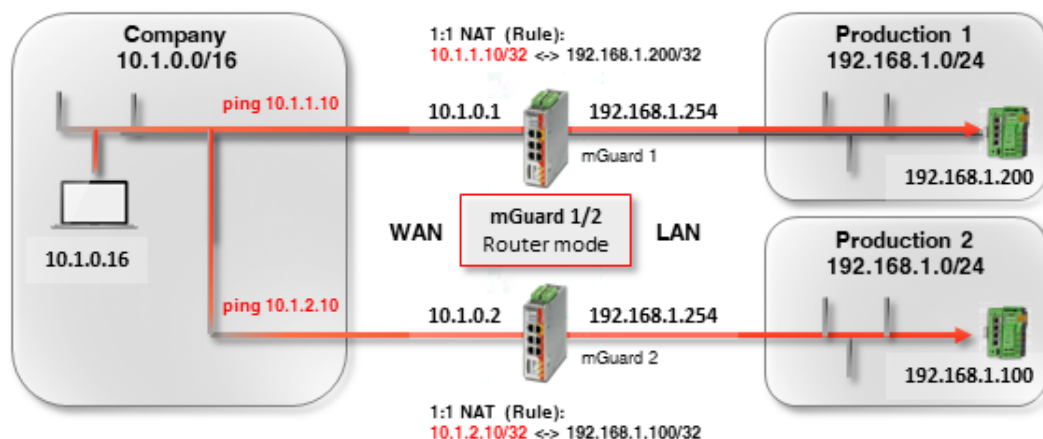 Company
10.1.0.0/16
1:1 NAT (Rule):
10.1.1.10/32 <-> 192.168.1.200/32
Production 1
192.168.1.0/24
ping 10.1.1.10
10.1.0.1
192.168.1.254
mGuard 1
192.168.1.200
10.1.0.16
WAN
mGuard 1/2
Router mode
LAN
Production 2
192.168.1.0/24
ping 10.1.2.10
10.1.0.2
192.168.1.254
mGuard 2
192.168.1.100
1:1 NAT (Rule):
10.1.2.10/32 <-> 192.168.1.100/32